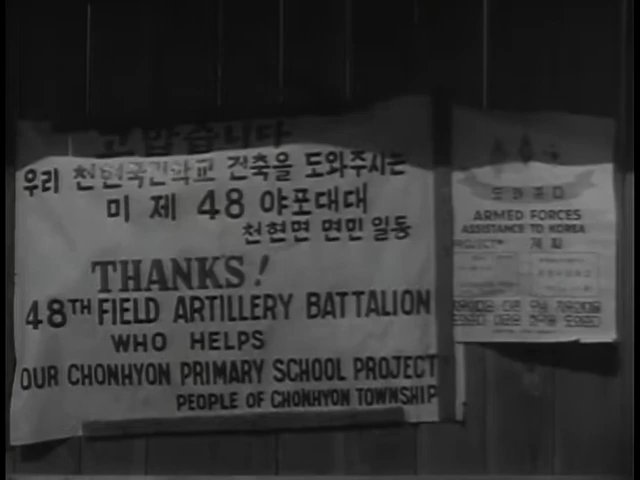 고맙습니다
우리 천현국민학교 건축을 도와주시는
미 제 48 야포대대
천현면 면민 일동
THANKS!
48TH FIELD ARTILLERY BATTALION
WHO HELPS
OUR CHONHYON PRIMARY SCHOOL PROJECT
PEOPLE OF CHONHYON TOWNSHIP
ARMED FORCES
ASSISTANCE TO KOREA
PROJECT